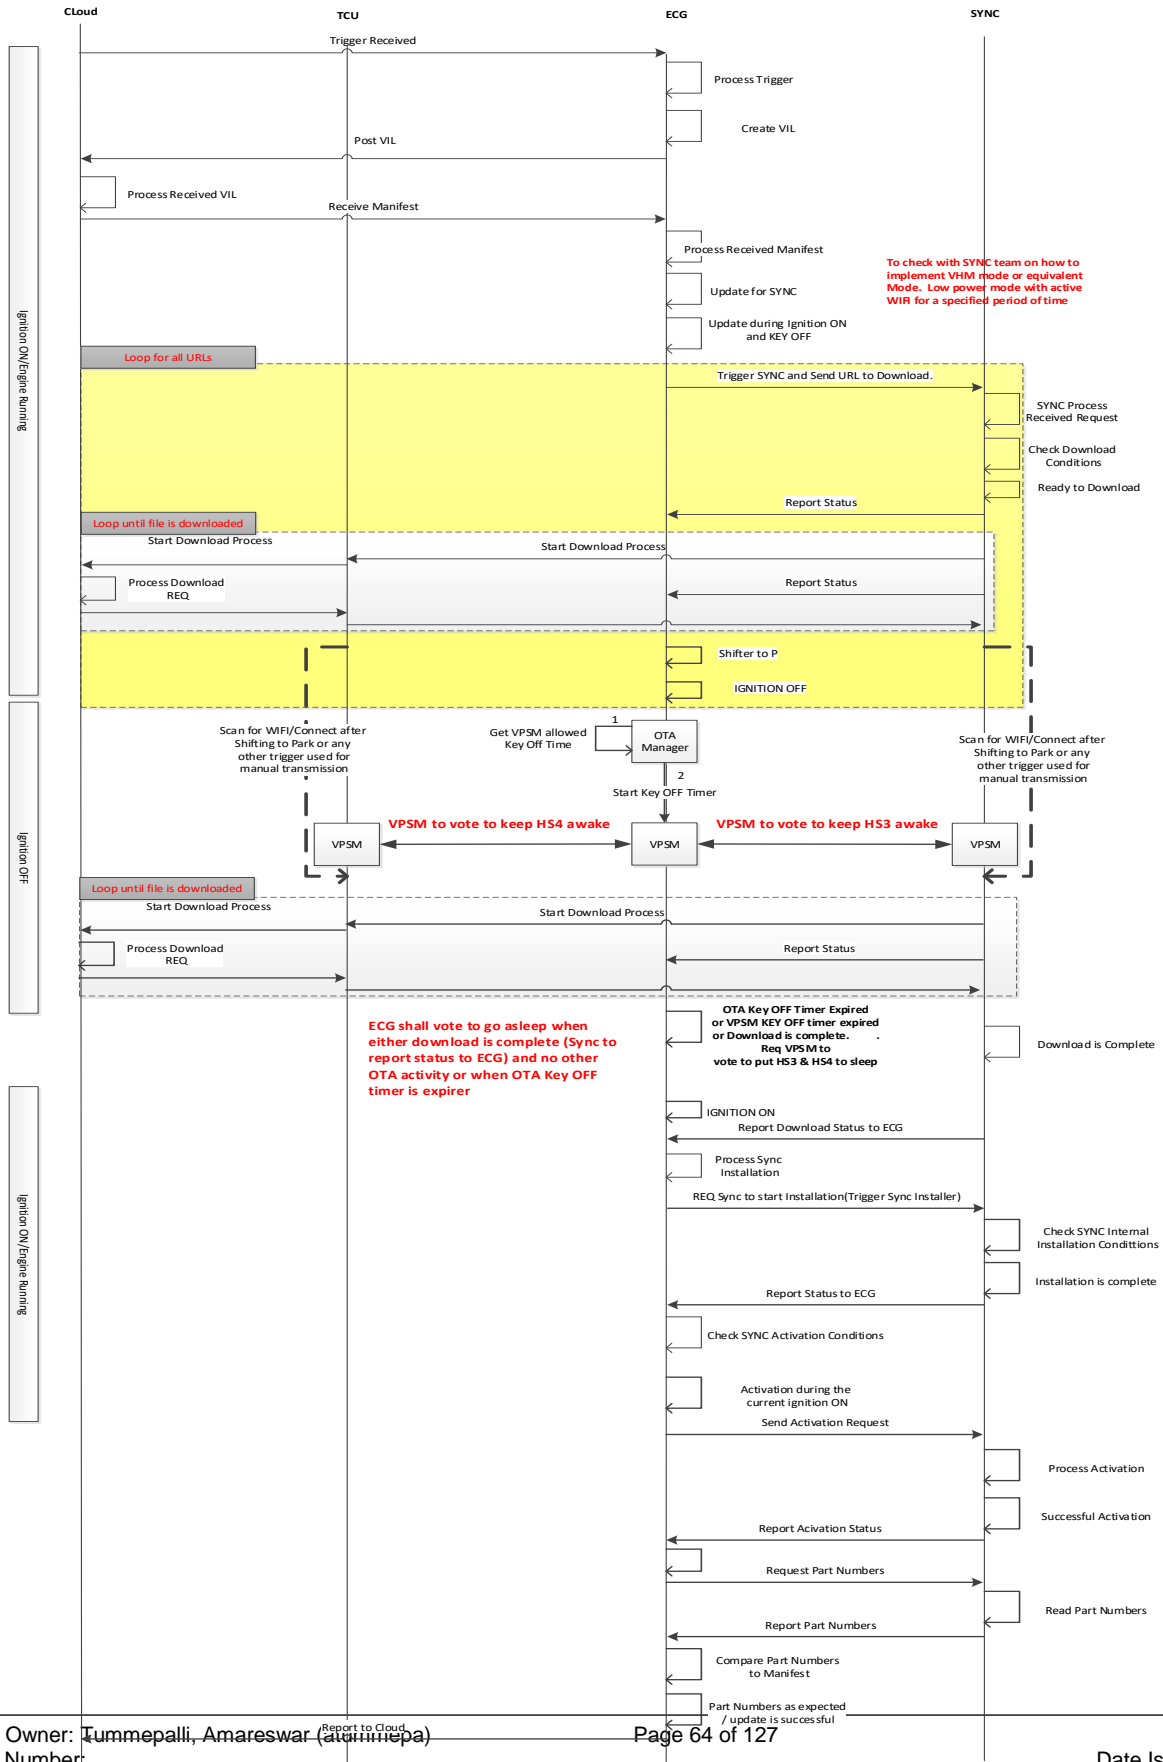 CLoud
TCU
ECG
SYNC
Trigger Received
Process Trigger
Create VIL
Post VIL
Process Received VIL
Receive Manifest
Process Received Manifest
To check with SYNC team on how to
implement VHM mode or equivalent
Mode. Low power mode with active
WIFI for a specified period of time
Update for SYNC
Update during Ignition ON
and KEY OFF
Ignition ON/Engine Running
Loop for all URLs
Trigger SYNC and Send URL to Download.
SYNC Process
Received Request
Check Download
Conditions
Ready to Download
Report Status
Loop until file is downloaded
Start Download Process
Start Download Process
Process Download
REQ
Report Status
Shifter to P
IGNITION OFF
1
Get VPSM allowed
Key Off Time
OTA
Manager
Scan for WIFI/Connect after
Shifting to Park or any
other trigger used for
manual transmission
Scan for WIFI/Connect after
Shifting to Park or any
other trigger used for
manual transmission
2
Start Key OFF Timer
VPSM to vote to keep HS4 awake
VPSM to vote to keep HS3 awake
VPSM
VPSM
VPSM
Ignition OFF
Loop until file is downloaded
Start Download Process
Start Download Process
Process Download
REQ
Report Status
OTA Key OFF Timer Expired
or VPSM KEY OFF timer expired
or Download is complete. .
Req VPSM to
vote to put HS3 & HS4 to sleep
ECG shall vote to go asleep when
either download is complete (Sync to
report status to ECG) and no other
OTA activity or when OTA Key OFF
timer is expirer
Download is Complete
IGNITION ON
Report Download Status to ECG
Process Sync
Installation
REQ Sync to start Installation(Trigger Sync Installer)
Ignition ON/Engine Running
Check SYNC Internal
Installation Condittions
Installation is complete
Report Status to ECG
Check SYNC Activation Conditions
Activation during the
current ignition ON
Send Activation Request
Process Activation
Successful Activation
Report Acivation Status
Request Part Numbers
Read Part Numbers
Report Part Numbers
Compare Part Numbers
to Manifest
Part Numbers as expected
/ update is successful
Report to Cloud
Owner: Tummepalli, Amareswar (atummepa)
Page 64 of 127
Number:
Date Is